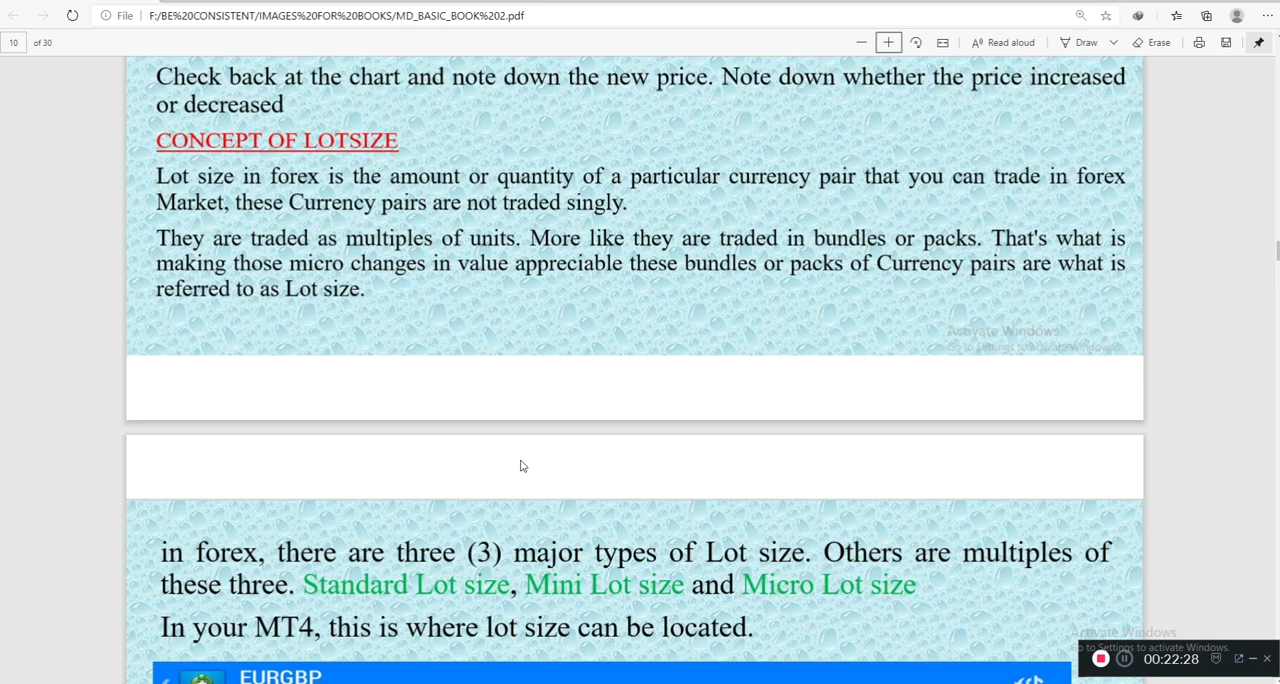 File
F:/BE%20CONSISTENT/IMAGES%20FOR%20BOOKS/MD_BASIC_BOOK%202.pdf
10 of 30
Read aloud
Draw
Erase
Check back at the chart and note down the new price. Note down whether the price increased
or decreased
CONCEPT OF LOTSIZE
Lot size in forex is the amount or quantity of a particular currency pair that you can trade in forex
Market, these Currency pairs are not traded singly.
They are traded as multiples of units. More like they are traded in bundles or packs. That's what is
making those micro changes in value appreciable these bundles or packs of Currency pairs are what is
referred to as Lot size.
Activate Windows
Go to Settings to activate Windows.
in forex, there are three (3) major types of Lot size. Others are multiples of
these three. Standard Lot size, Mini Lot size and Micro Lot size
In your MT4, this is where lot size can be located.
Activate Windows
Go to Settings to activate Windows.
00:22:28
EURGBP